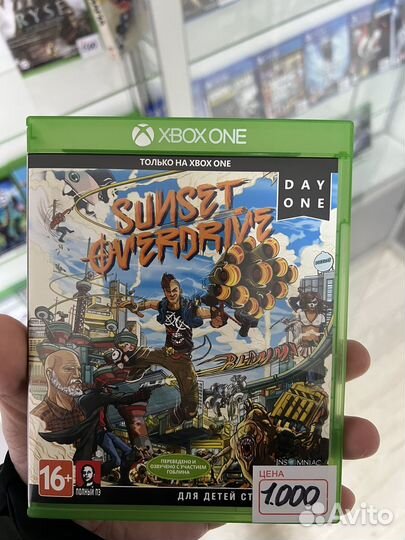 RYSE
XBOX ONE
ТОЛЬКО НА XBOX ONE
DAY
ONE
SUNSET
OVERDRIVE
ПЕРЕВЕДЕНО И
ОЗВУЧЕНО С УЧАСТИЕМ
ГОБЛИНА
INSOMNIAC
16+
ПОЛНЫЙ ПЭ
ДЛЯ ДЕТЕЙ СТ
ЦЕНА
1.000
Avito